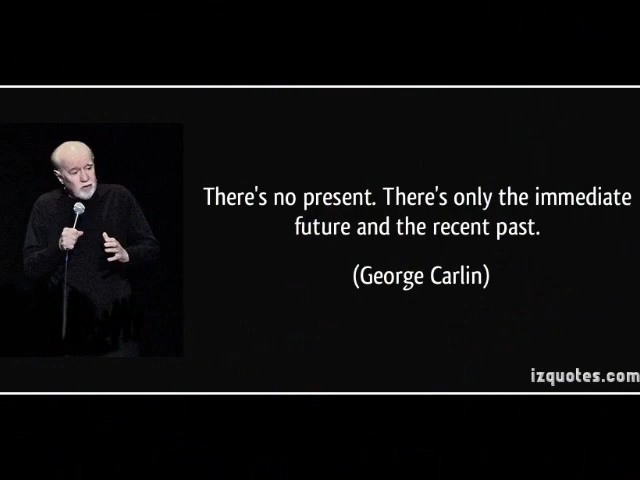 There's no present. There's only the immediate
future and the recent past.
(George Carlin)
izquotes.com